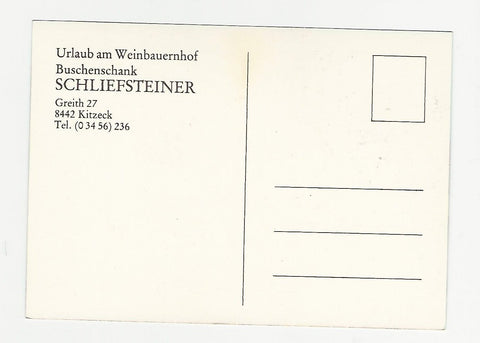 Urlaub am Weinbauernhof
Buschenschank
SCHLIEFSTEINER
Greith 27
8442 Kitzeck
Tel. (0 34 56) 236